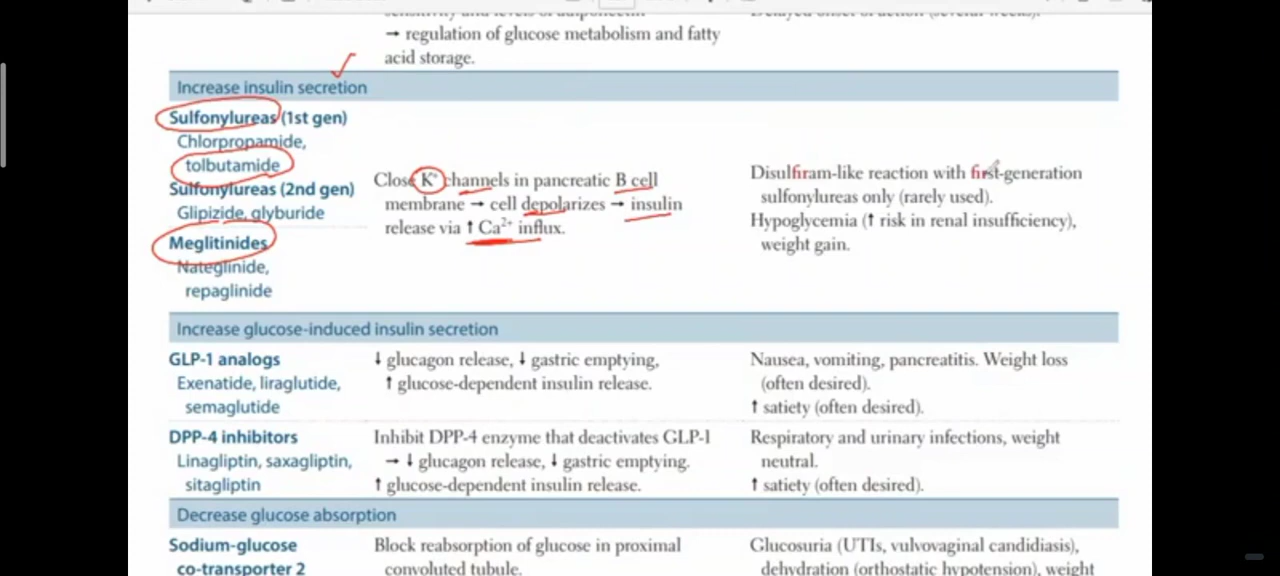 → regulation of glucose metabolism and fatty
acid storage.
Increase insulin secretion
Sulfonylureas (1st gen)
Chlorpropamide,
tolbutamide
Sulfonylureas (2nd gen)
Glipizide, glyburide
Meglitinides
Nateglinide,
repaglinide
Close K⁺ channels in pancreatic B cell
membrane → cell depolarizes → insulin
release via ↑ Ca²⁺ influx.
Disulfiram-like reaction with first-generation
sulfonylureas only (rarely used).
Hypoglycemia (↑ risk in renal insufficiency),
weight gain.
Increase glucose-induced insulin secretion
GLP-1 analogs
Exenatide, liraglutide,
semaglutide
↓ glucagon release, ↓ gastric emptying,
↑ glucose-dependent insulin release.
Nausea, vomiting, pancreatitis. Weight loss
(often desired).
↑ satiety (often desired).
DPP-4 inhibitors
Linagliptin, saxagliptin,
sitagliptin
Inhibit DPP-4 enzyme that deactivates GLP-1
→ ↓ glucagon release, ↓ gastric emptying.
↑ glucose-dependent insulin release.
Respiratory and urinary infections, weight
neutral.
↑ satiety (often desired).
Decrease glucose absorption
Sodium-glucose
co-transporter 2
Block reabsorption of glucose in proximal
convoluted tubule.
Glucosuria (UTIs, vulvovaginal candidiasis),
dehydration (orthostatic hypotension), weight